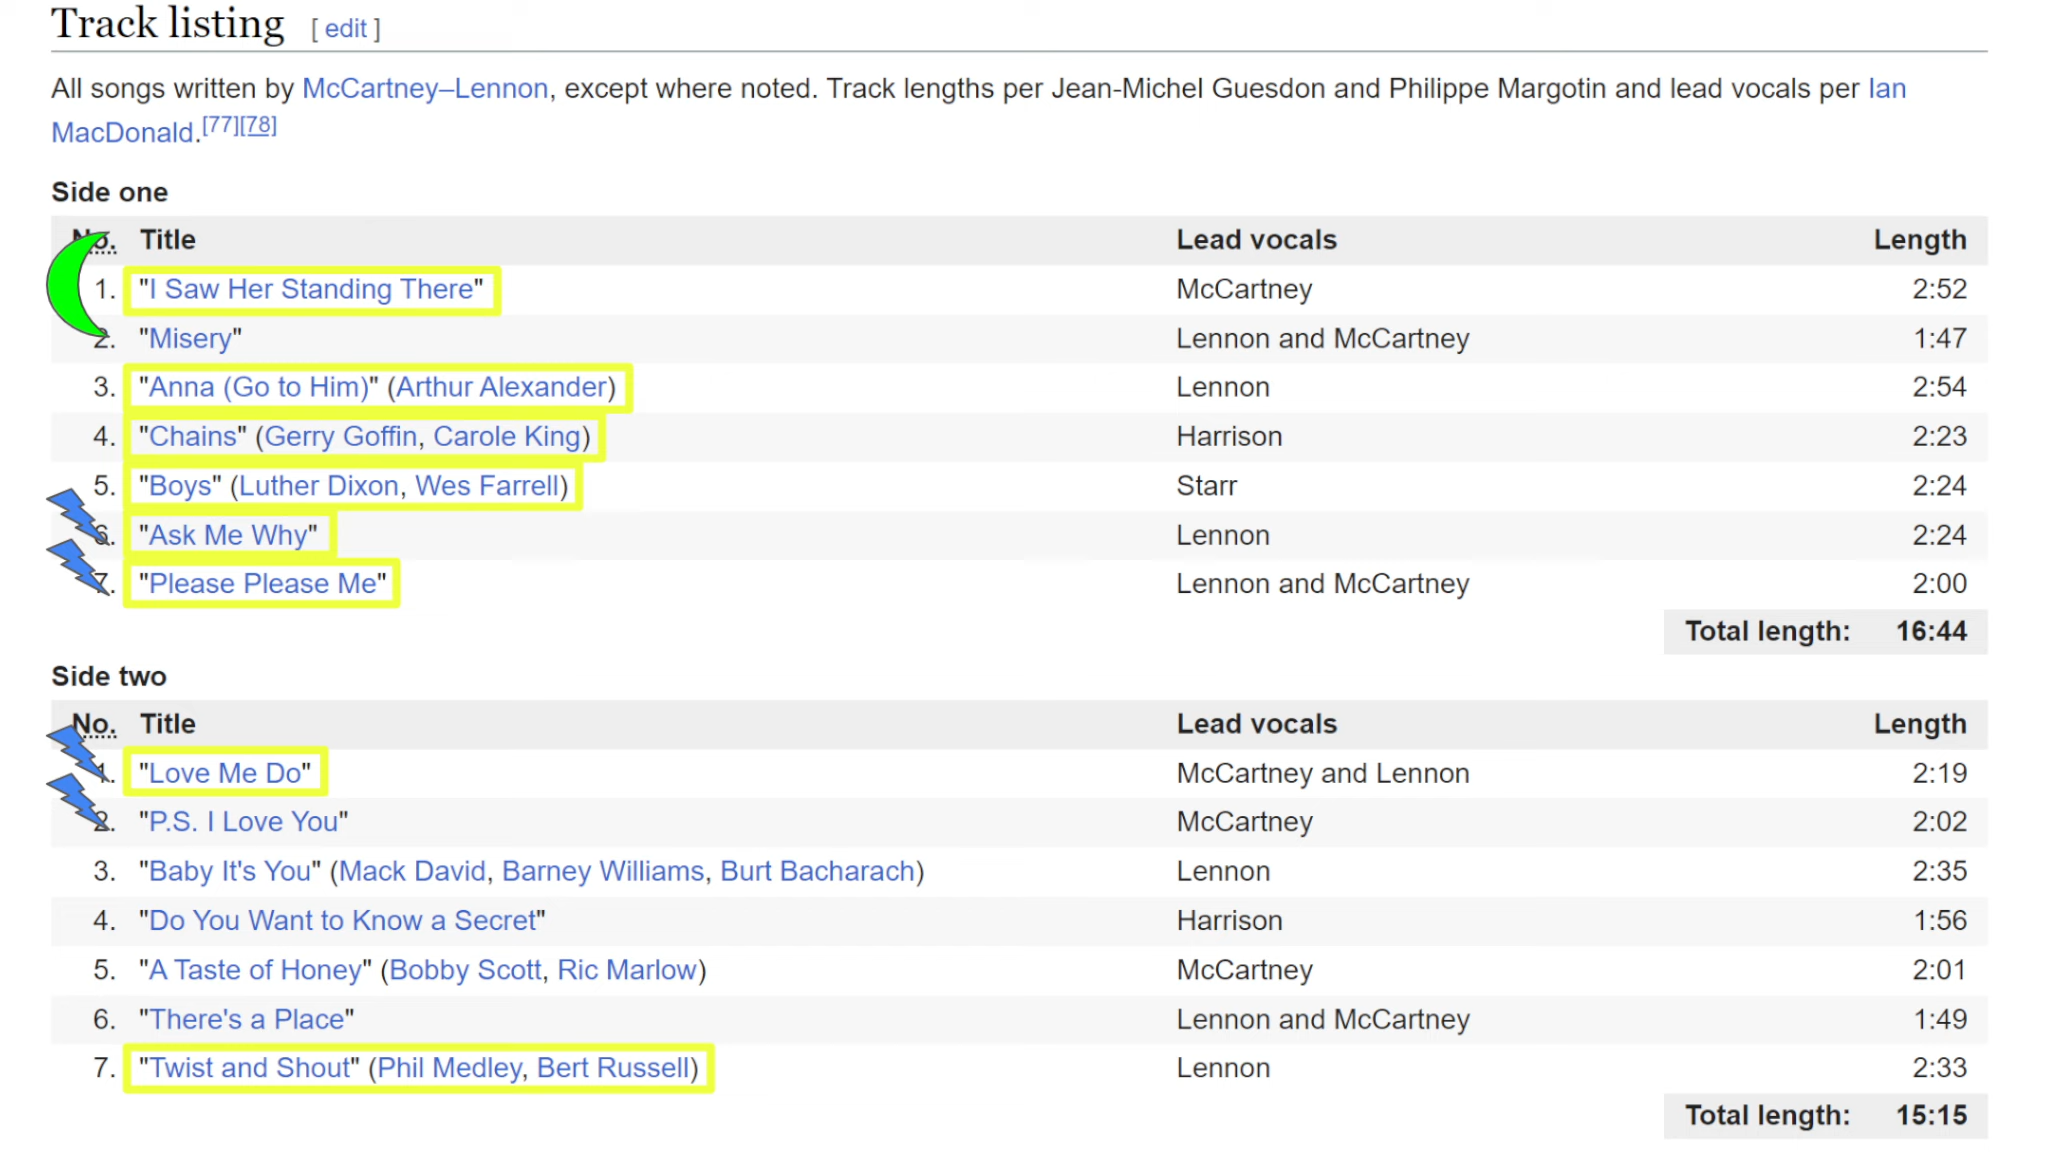 Track listing [ edit ]
All songs written by McCartney–Lennon, except where noted. Track lengths per Jean-Michel Guesdon and Philippe Margotin and lead vocals per Ian
MacDonald.[77][78]
Side one
No. Title Lead vocals Length
1. "I Saw Her Standing There" McCartney 2:52
2. "Misery" Lennon and McCartney 1:47
3. "Anna (Go to Him)" (Arthur Alexander) Lennon 2:54
4. "Chains" (Gerry Goffin, Carole King) Harrison 2:23
5. "Boys" (Luther Dixon, Wes Farrell) Starr 2:24
6. "Ask Me Why" Lennon 2:24
7. "Please Please Me" Lennon and McCartney 2:00
Total length: 16:44
Side two
No. Title Lead vocals Length
1. "Love Me Do" McCartney and Lennon 2:19
2. "P.S. I Love You" McCartney 2:02
3. "Baby It's You" (Mack David, Barney Williams, Burt Bacharach) Lennon 2:35
4. "Do You Want to Know a Secret" Harrison 1:56
5. "A Taste of Honey" (Bobby Scott, Ric Marlow) McCartney 2:01
6. "There's a Place" Lennon and McCartney 1:49
7. "Twist and Shout" (Phil Medley, Bert Russell) Lennon 2:33
Total length: 15:15